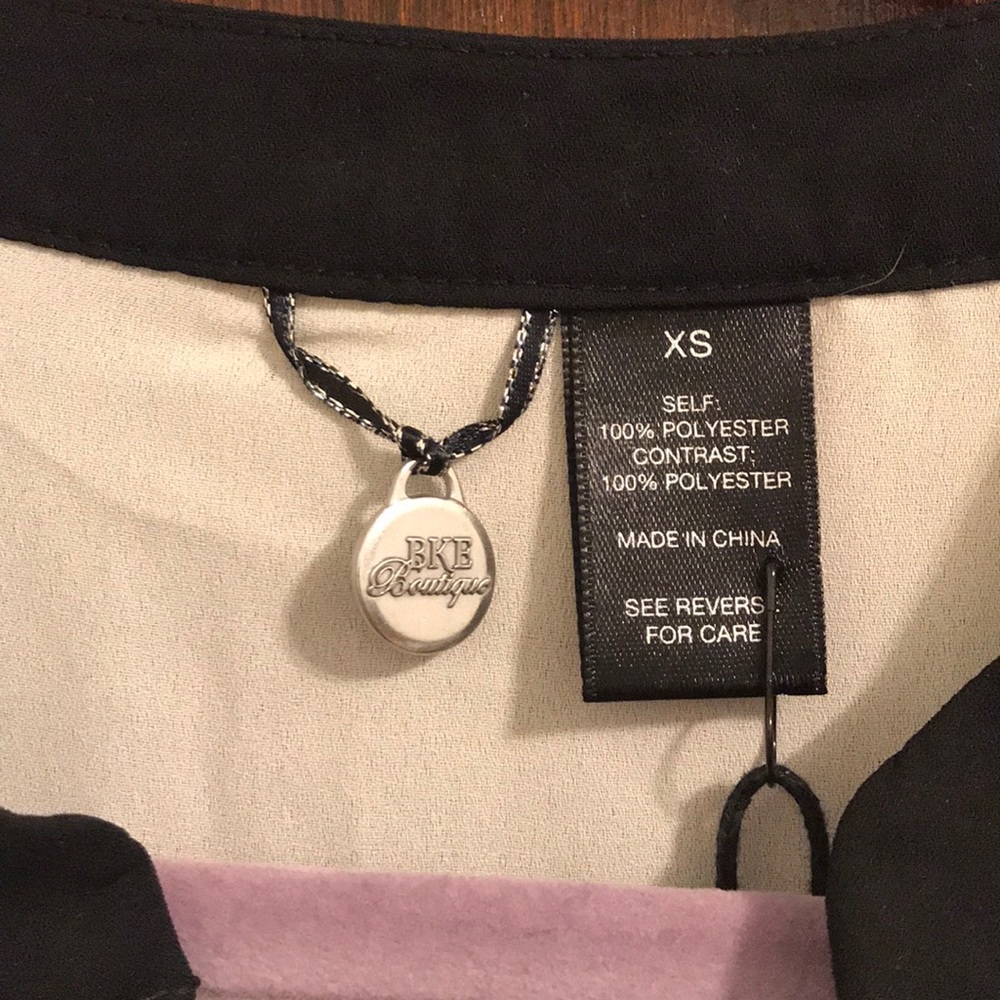 BKE
Boutique
XS
SELF:
100% POLYESTER
CONTRAST:
100% POLYESTER
MADE IN CHINA
SEE REVERSE
FOR CARE